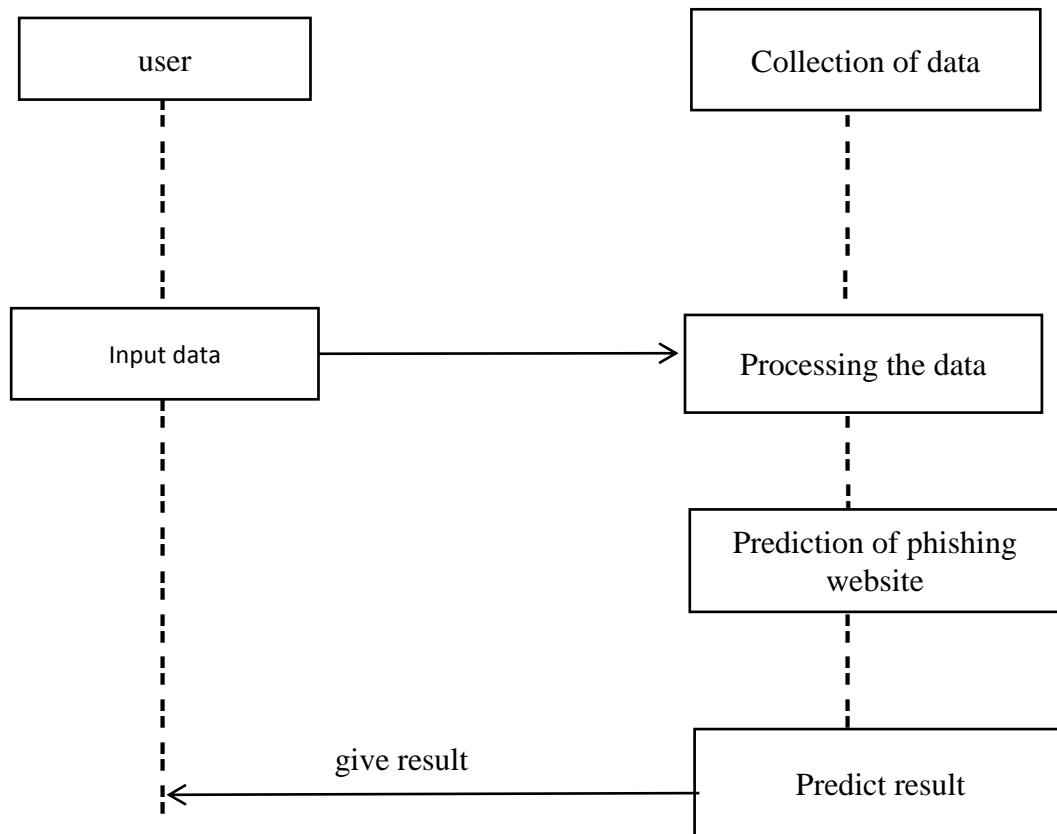 user
Collection of data
Input data
Processing the data
Prediction of phishing
website
give result
Predict result